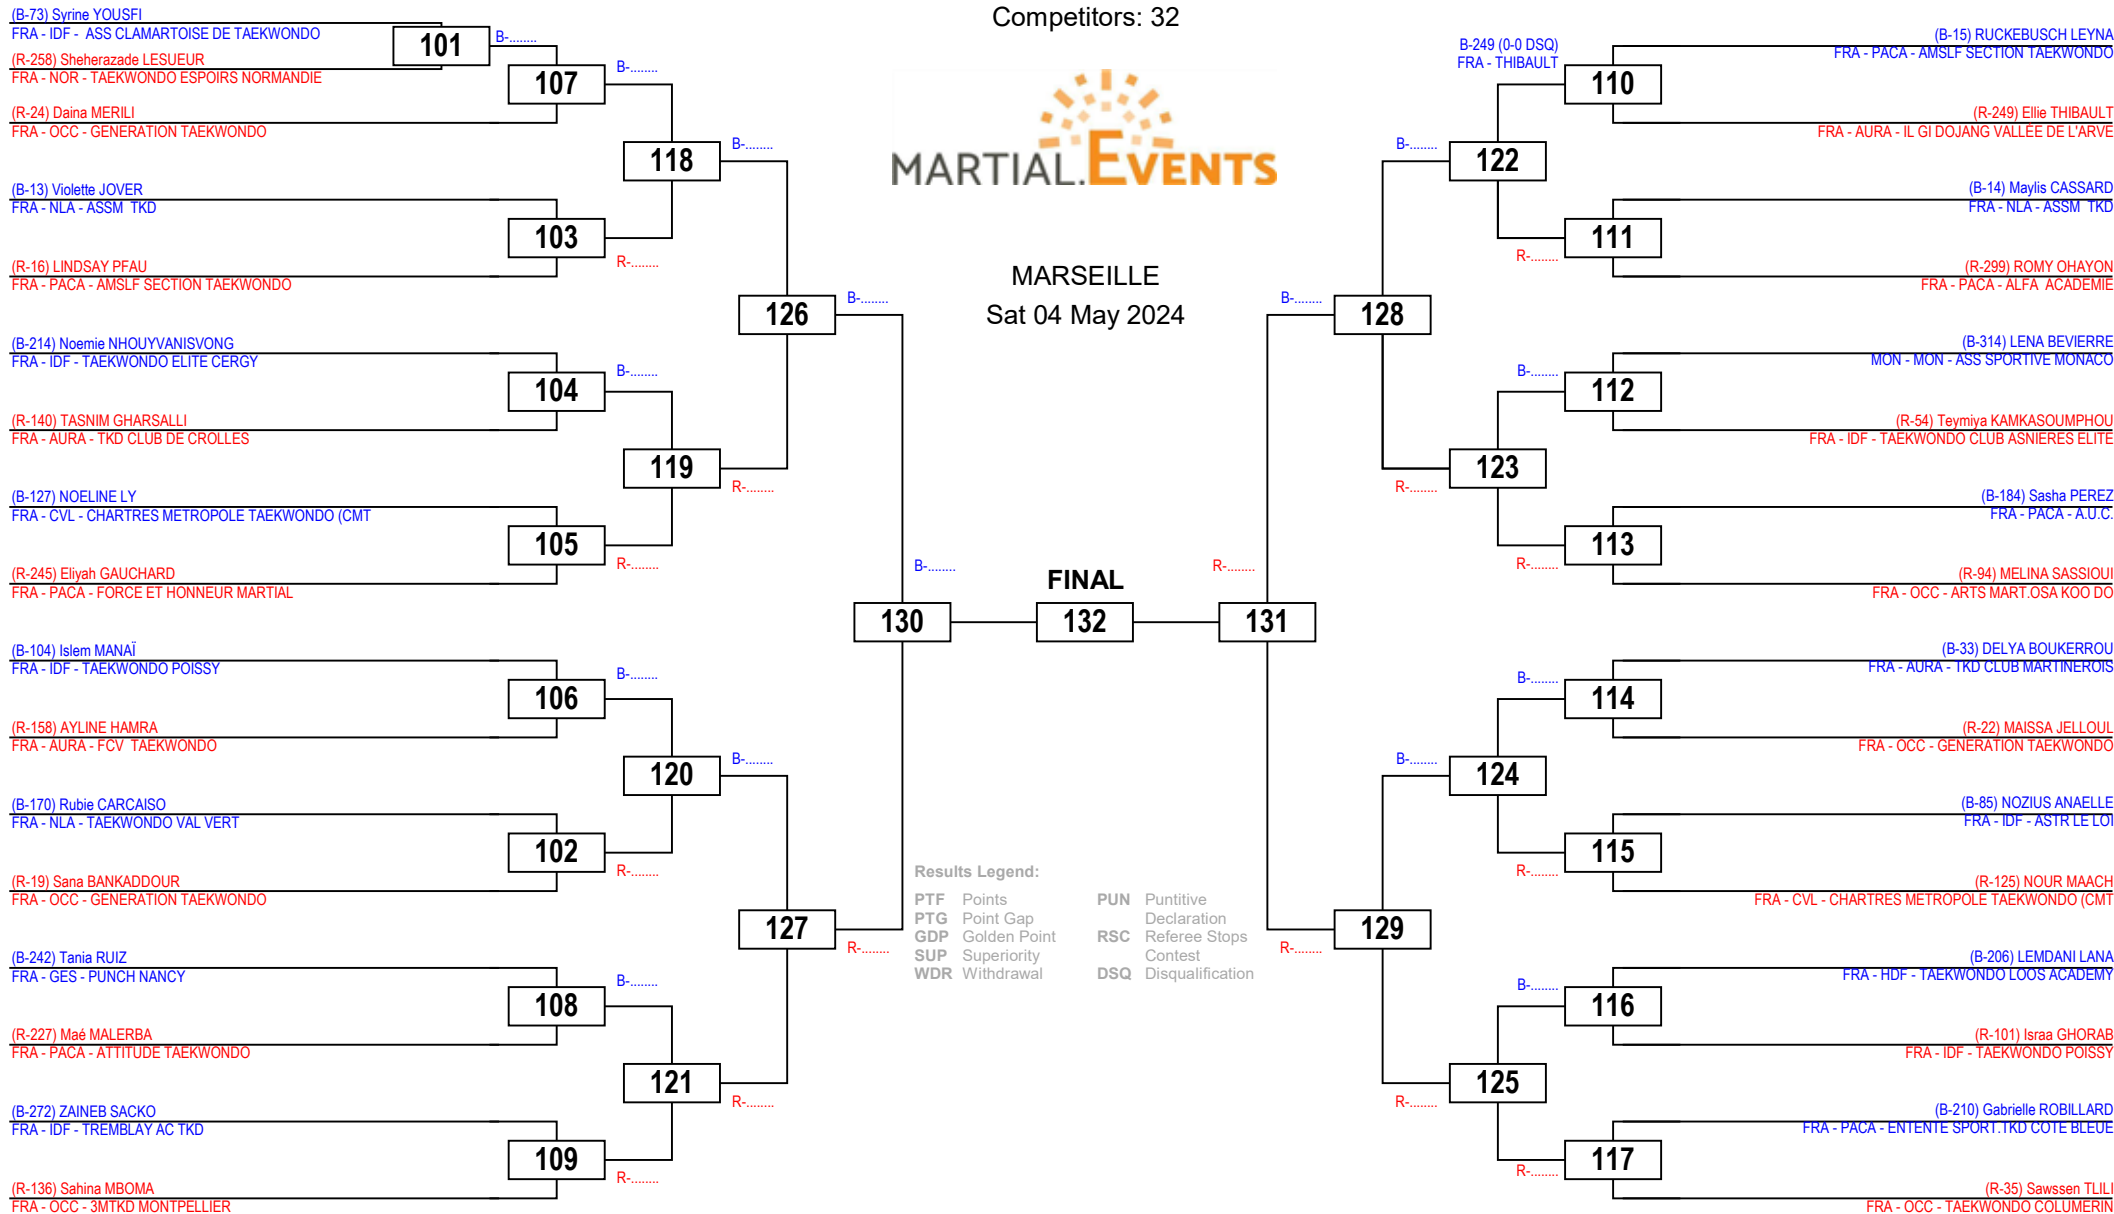 Competitors: 32
MARTIAL.EVENTS
MARSEILLE
Sat 04 May 2024
(B-73) Syrine YOUSFI
FRA - IDF - ASS CLAMARTOISE DE TAEKWONDO
(R-258) Sheherazade LESUEUR
FRA - NOR - TAEKWONDO ESPOIRS NORMANDIE
101
B-........
(R-24) Daina MERILI
FRA - OCC - GENERATION TAEKWONDO
107
B-........
(B-13) Violette JOVER
FRA - NLA - ASSM TKD
(R-16) LINDSAY PFAU
FRA - PACA - AMSLF SECTION TAEKWONDO
103
R-........
118
B-........
(B-214) Noemie NHOUYVANISVONG
FRA - IDF - TAEKWONDO ELITE CERGY
(R-140) TASNIM GHARSALLI
FRA - AURA - TKD CLUB DE CROLLES
104
B-........
(B-127) NOELINE LY
FRA - CVL - CHARTRES METROPOLE TAEKWONDO (CMT
(R-245) Eliyah GAUCHARD
FRA - PACA - FORCE ET HONNEUR MARTIAL
105
R-........
119
R-........
126
B-........
(B-104) Islem MANAÏ
FRA - IDF - TAEKWONDO POISSY
(R-158) AYLINE HAMRA
FRA - AURA - FCV TAEKWONDO
106
B-........
(B-170) Rubie CARCAISO
FRA - NLA - TAEKWONDO VAL VERT
(R-19) Sana BANKADDOUR
FRA - OCC - GENERATION TAEKWONDO
102
R-........
120
B-........
(B-242) Tania RUIZ
FRA - GES - PUNCH NANCY
(R-227) Maé MALERBA
FRA - PACA - ATTITUDE TAEKWONDO
108
B-........
(B-272) ZAINEB SACKO
FRA - IDF - TREMBLAY AC TKD
(R-136) Sahina MBOMA
FRA - OCC - 3MTKD MONTPELLIER
109
R-........
121
R-........
127
R-........
130
B-........
FINAL
132
R-........
131
Results Legend:
PTF Points
PTG Point Gap
GDP Golden Point
SUP Superiority
WDR Withdrawal
PUN Puntitive
Declaration
RSC Referee Stops
Contest
DSQ Disqualification
B-249 (0-0 DSQ)
FRA - THIBAULT
110
(B-15) RUCKEBUSCH LEYNA
FRA - PACA - AMSLF SECTION TAEKWONDO
(R-249) Ellie THIBAULT
FRA - AURA - IL GI DOJANG VALLÉE DE L'ARVE
B-........
122
(B-14) Maylis CASSARD
FRA - NLA - ASSM TKD
R-........
111
(R-299) ROMY OHAYON
FRA - PACA - ALFA ACADEMIE
B-........
128
(B-314) LENA BEVIERRE
MON - MON - ASS SPORTIVE MONACO
B-........
112
(R-54) Teymiya KAMKASOUMPHOU
FRA - IDF - TAEKWONDO CLUB ASNIERES ELITE
R-........
123
(B-184) Sasha PEREZ
FRA - PACA - A.U.C.
R-........
113
(R-94) MELINA SASSIOUI
FRA - OCC - ARTS MART.OSA KOO DO
(B-33) DELYA BOUKERROU
FRA - AURA - TKD CLUB MARTINEROIS
B-........
114
(R-22) MAISSA JELLOUL
FRA - OCC - GENERATION TAEKWONDO
B-........
124
(B-85) NOZIUS ANAELLE
FRA - IDF - ASTR LE LOI
R-........
115
(R-125) NOUR MAACH
FRA - CVL - CHARTRES METROPOLE TAEKWONDO (CMT
R-........
129
(B-206) LEMDANI LANA
FRA - HDF - TAEKWONDO LOOS ACADEMY
B-........
116
(R-101) Israa GHORAB
FRA - IDF - TAEKWONDO POISSY
R-........
125
(B-210) Gabrielle ROBILLARD
FRA - PACA - ENTENTE SPORT.TKD COTE BLEUE
R-........
117
(R-35) Sawssen TLILI
FRA - OCC - TAEKWONDO COLUMERIN